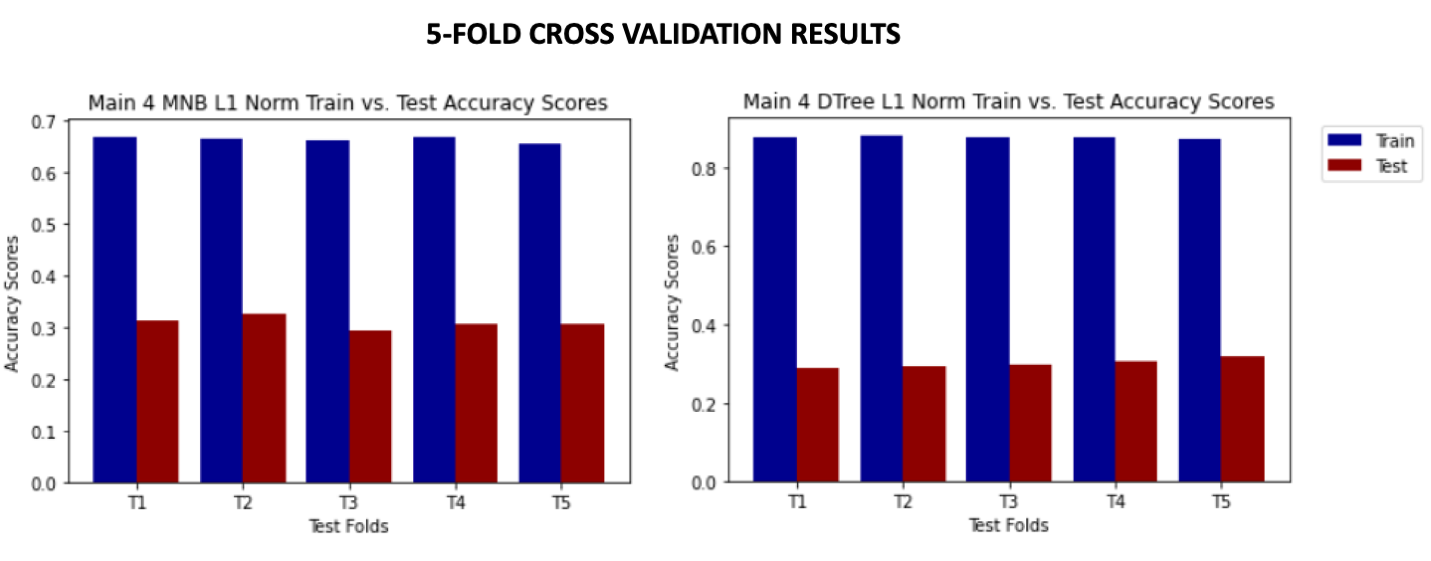 5-FOLD CROSS VALIDATION RESULTS
Main 4 MNB L1 Norm Train vs. Test Accuracy Scores
Accuracy Scores
0.7
0.6
0.5
0.4
0.3
0.2
0.1
0.0
T1 T2 T3 T4 T5
Test Folds
Main 4 DTree L1 Norm Train vs. Test Accuracy Scores
Accuracy Scores
0.8
0.6
0.4
0.2
0.0
T1 T2 T3 T4 T5
Test Folds
Train
Test